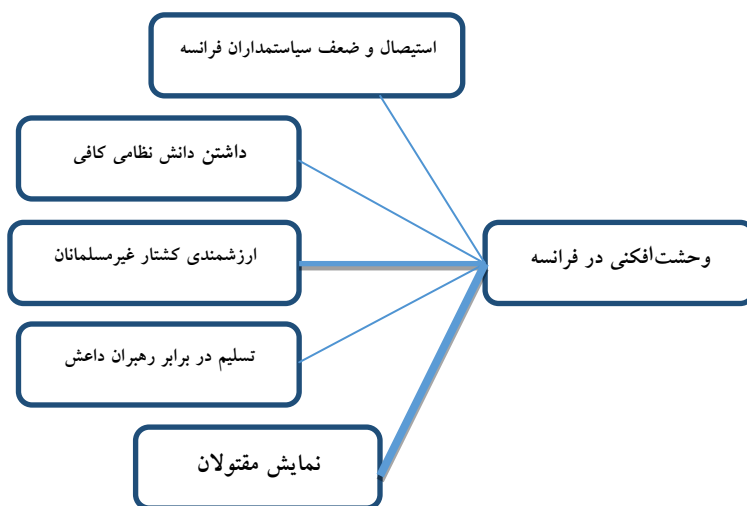 استیصال و ضعف سیاستمداران فرانسه
داشتن دانش نظامی کافی
ارزشمندی کشتار غیرمسلمانان
وحشت‌افکنی در فرانسه
تسلیم در برابر رهبران داعش
نمایش مقتولان